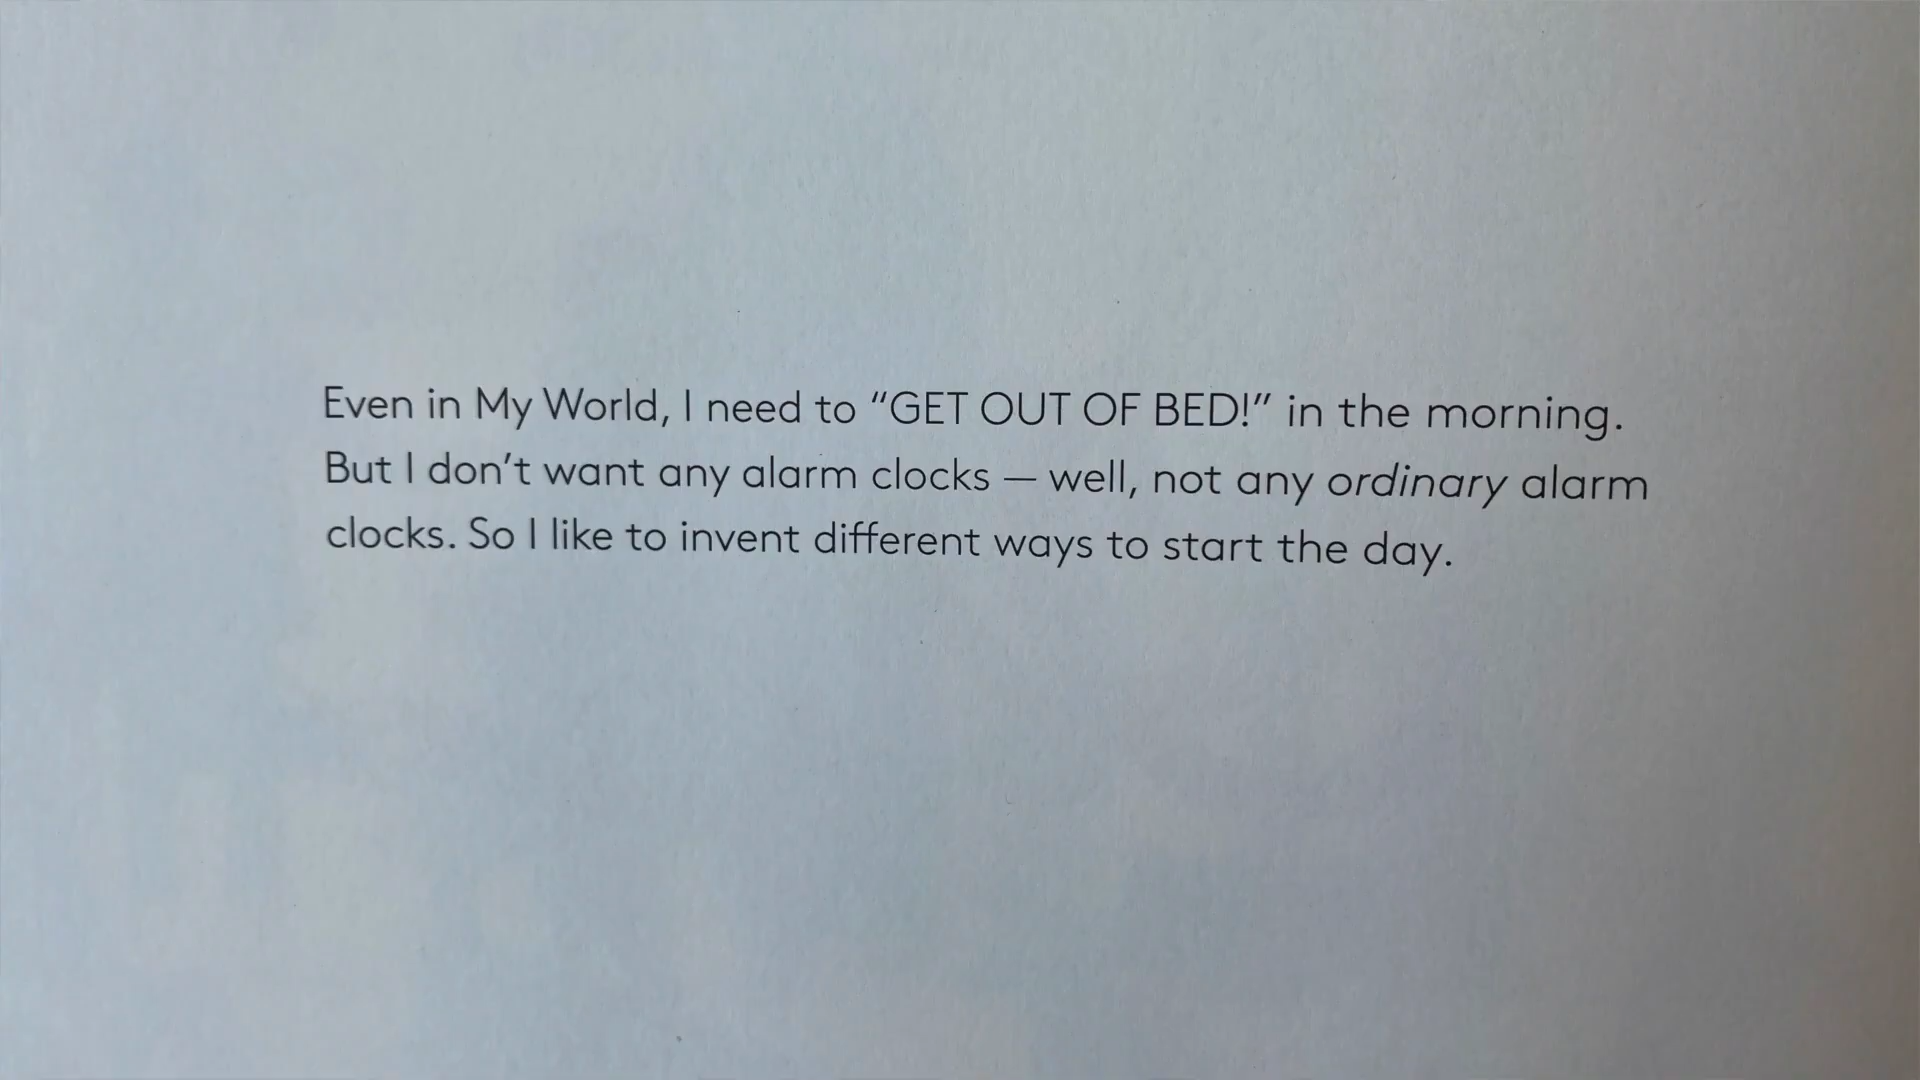 Even in My World, I need to “GET OUT OF BED!” in the morning.
But I don’t want any alarm clocks — well, not any ordinary alarm
clocks. So I like to invent different ways to start the day.